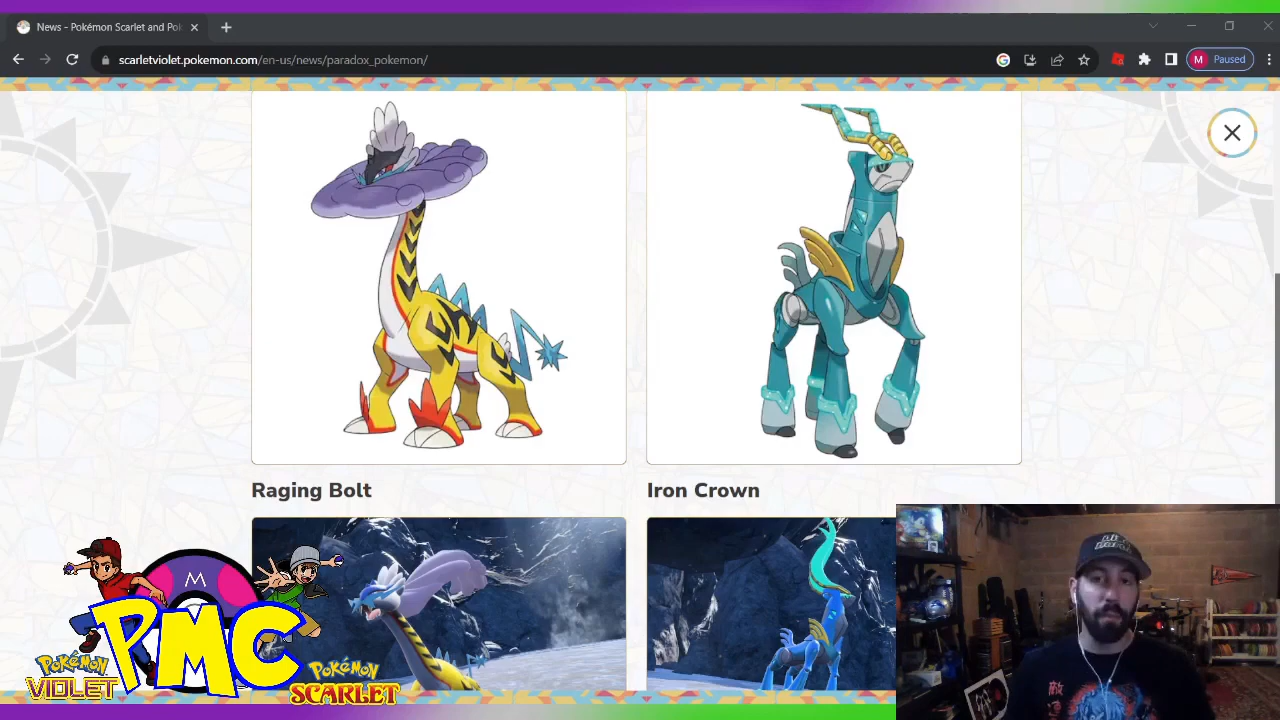 News - Pokémon Scarlet and Pok
scarletviolet.pokemon.com/en-us/news/paradox_pokemon/
M Paused
Raging Bolt
Iron Crown
M
PMC
POKÉMON
VIOLET
POKÉMON
SCARLET